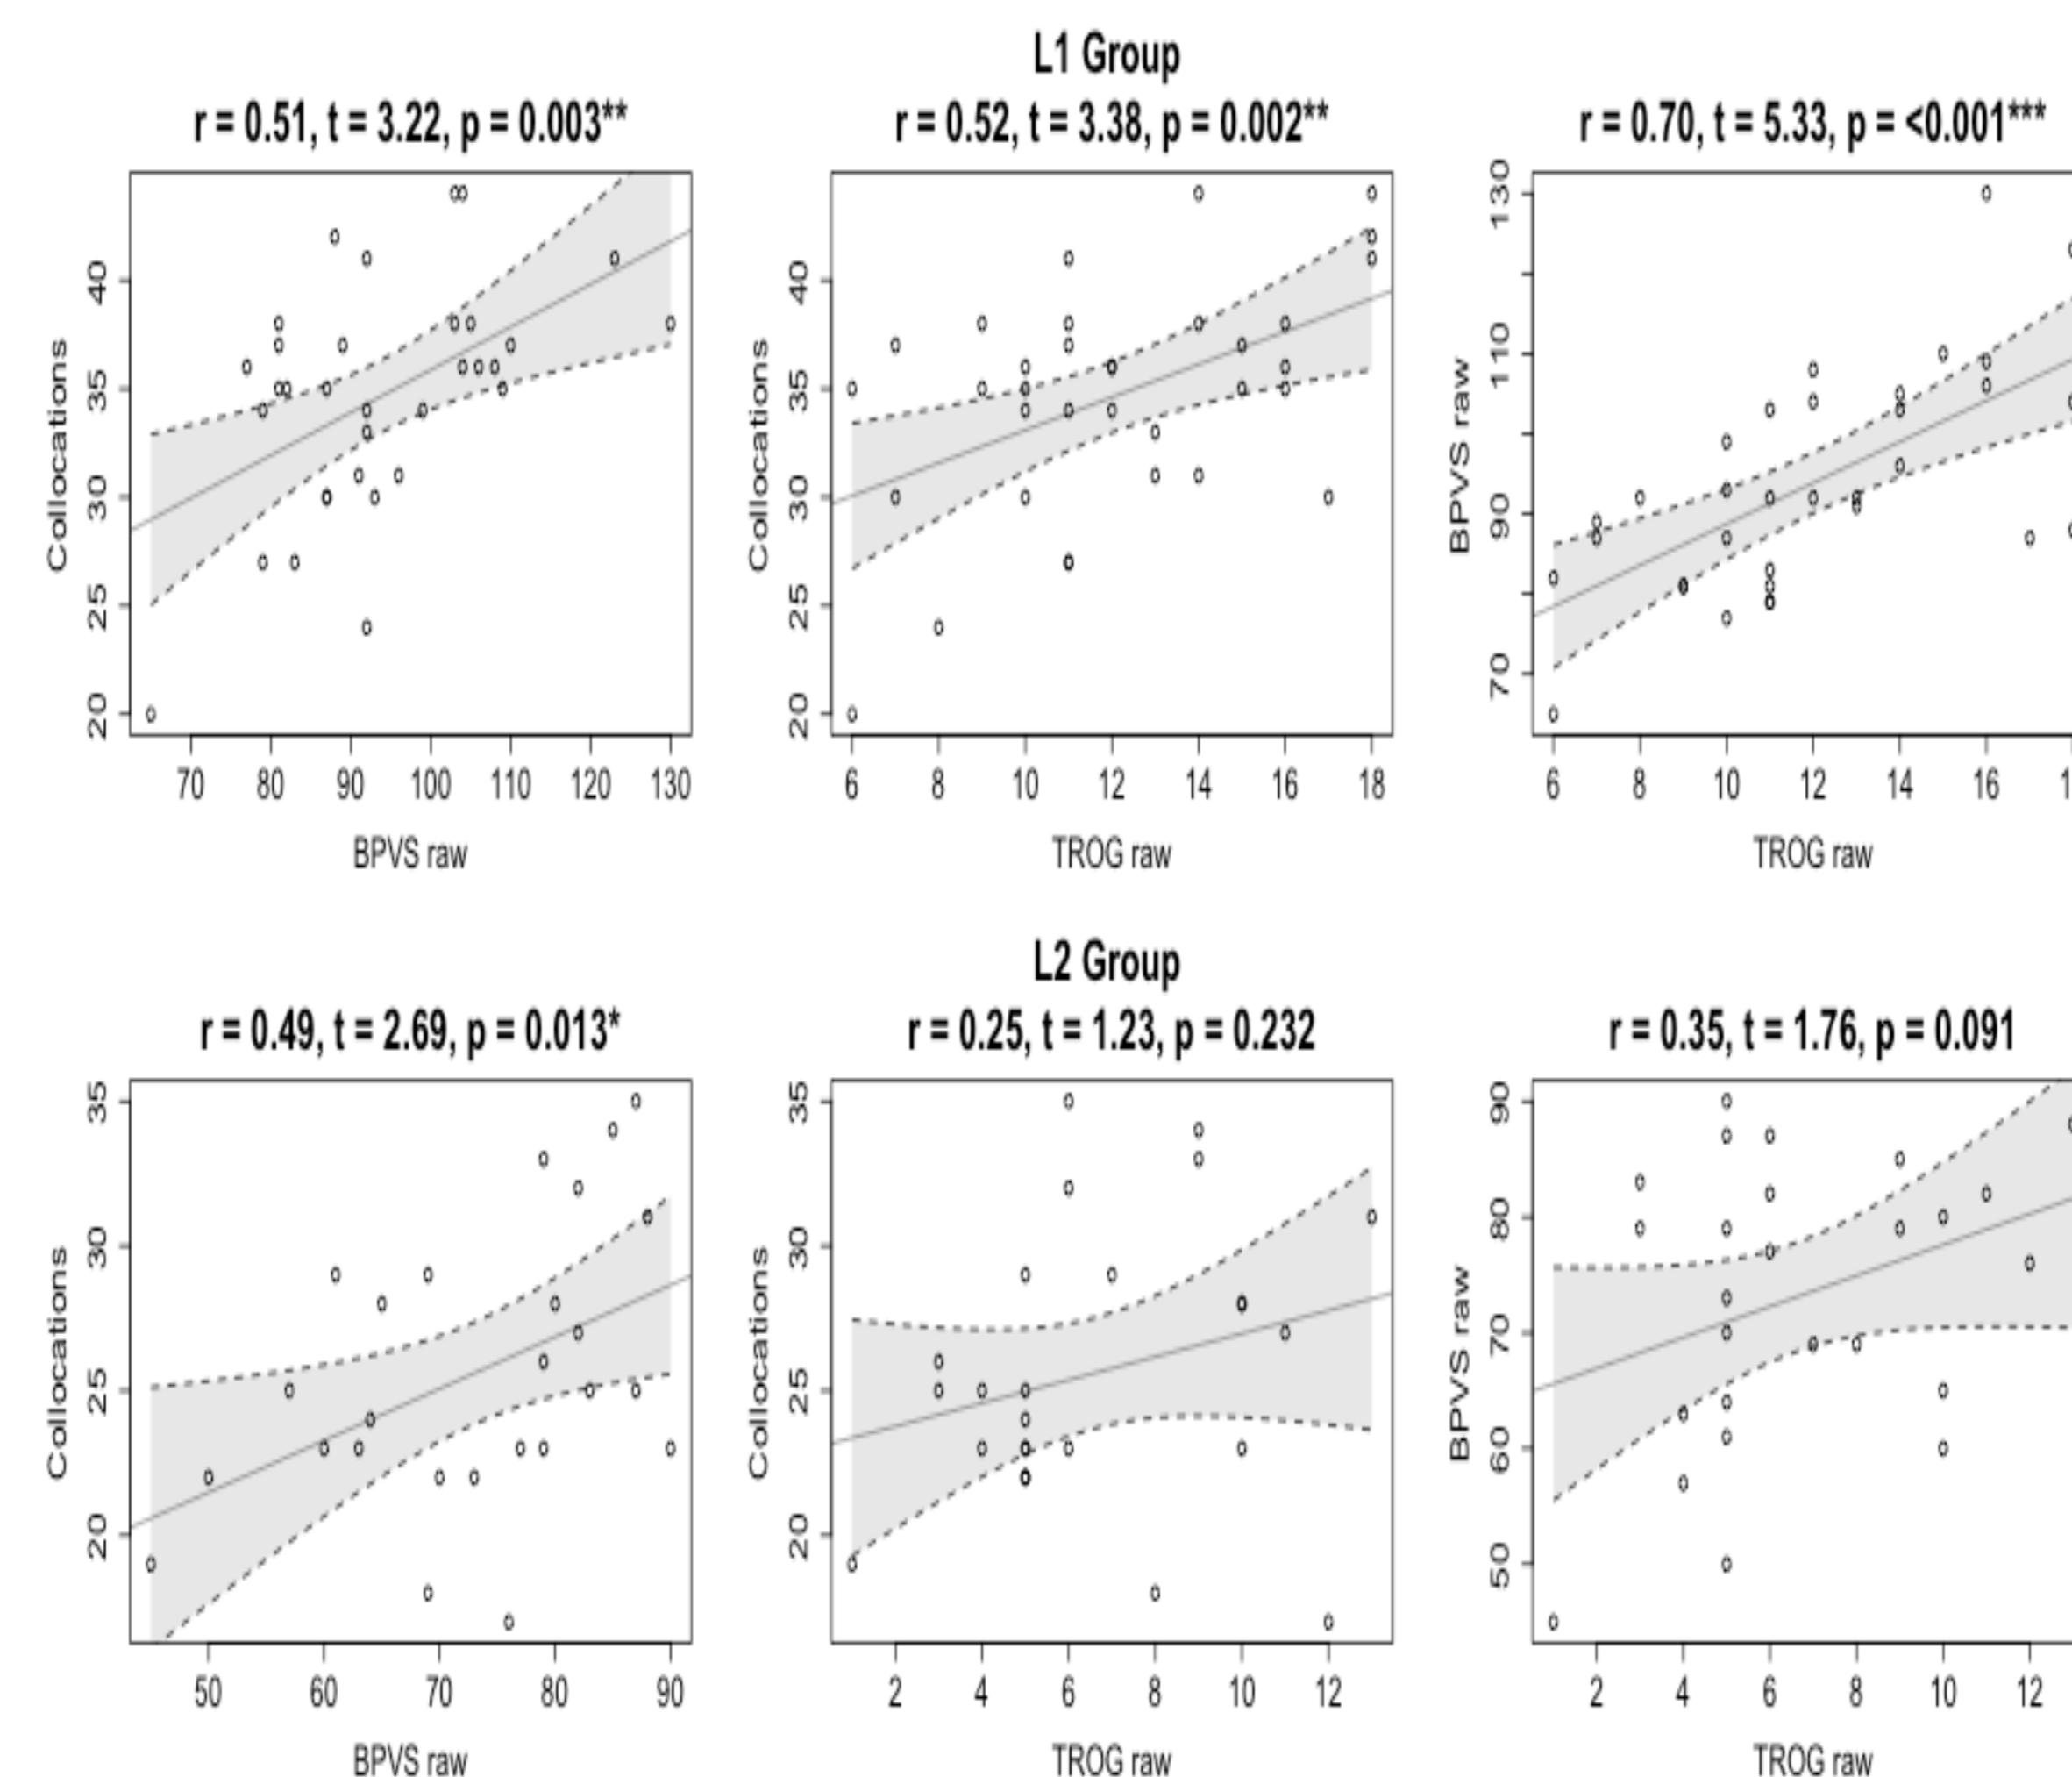 L1 Group
r = 0.51, t = 3.22, p = 0.003**
r = 0.52, t = 3.38, p = 0.002**
r = 0.70, t = 5.33, p = <0.001***
Collocations
40
35
30
25
20
70 80 90 100 110 120 130
BPVS raw
Collocations
40
35
30
25
20
6 8 10 12 14 16 18
TROG raw
BPVS raw
130
110
90
70
6 8 10 12 14 16
TROG raw
L2 Group
r = 0.49, t = 2.69, p = 0.013*
r = 0.25, t = 1.23, p = 0.232
r = 0.35, t = 1.76, p = 0.091
Collocations
35
30
25
20
50 60 70 80 90
BPVS raw
Collocations
35
30
25
20
2 4 6 8 10 12
TROG raw
BPVS raw
90
80
70
60
50
2 4 6 8 10 12
TROG raw